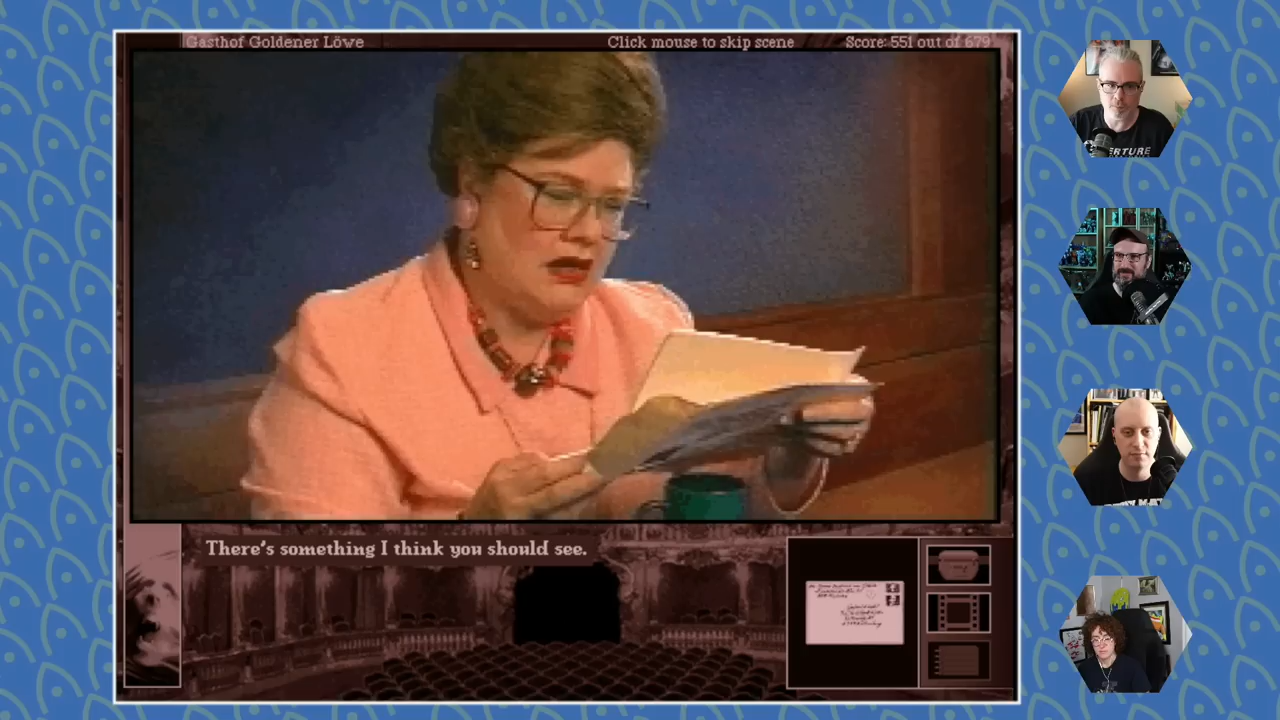 Gasthof Goldener Löwe
Click mouse to skip scene
Score: 551 out of 679
ERTURE
There's something I think you should see.